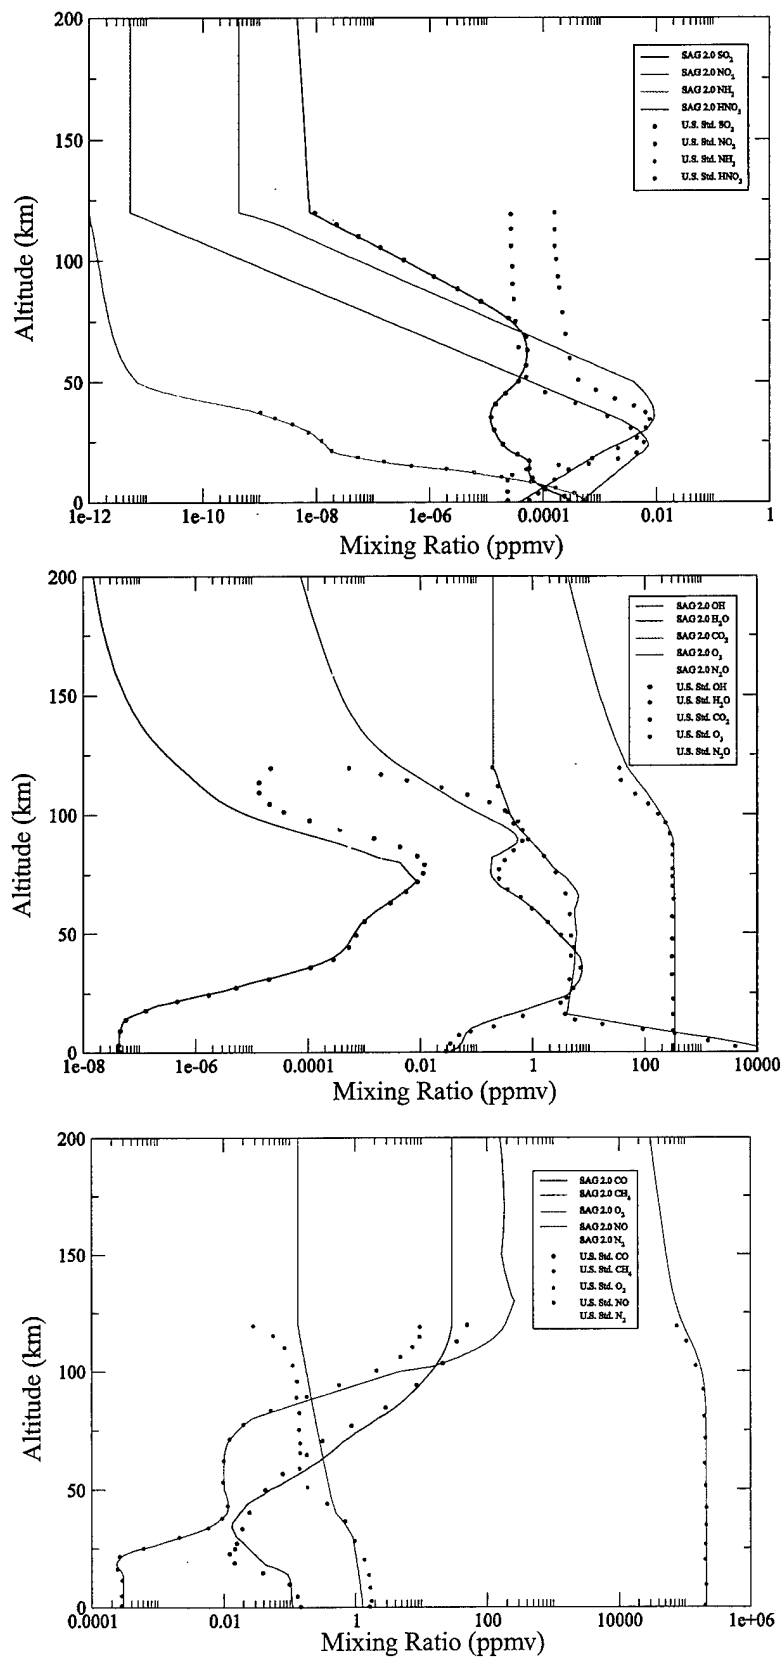 200
150
100
50
0
Altitude (km)
SAG 2.0 SO2
SAG 2.0 NO2
SAG 2.0 NH3
SAG 2.0 HNO3
U.S. Std. SO2
U.S. Std. NO2
U.S. Std. NH3
U.S. Std. HNO3
1e-12 1e-10 1e-08 1e-06 0.0001 0.01 1
Mixing Ratio (ppmv)
200
150
100
50
0
Altitude (km)
SAG 2.0 OH
SAG 2.0 H2O
SAG 2.0 CO2
SAG 2.0 O3
SAG 2.0 N2O
U.S. Std. OH
U.S. Std. H2O
U.S. Std. CO2
U.S. Std. O3
U.S. Std. N2O
1e-08 1e-06 0.0001 0.01 1 100 10000
Mixing Ratio (ppmv)
200
150
100
50
0
Altitude (km)
SAG 2.0 CO
SAG 2.0 CH4
SAG 2.0 O2
SAG 2.0 NO
SAG 2.0 N2
U.S. Std. CO
U.S. Std. CH4
U.S. Std. O2
U.S. Std. NO
U.S. Std. N2
0.0001 0.01 1 100 10000 1e+06
Mixing Ratio (ppmv)